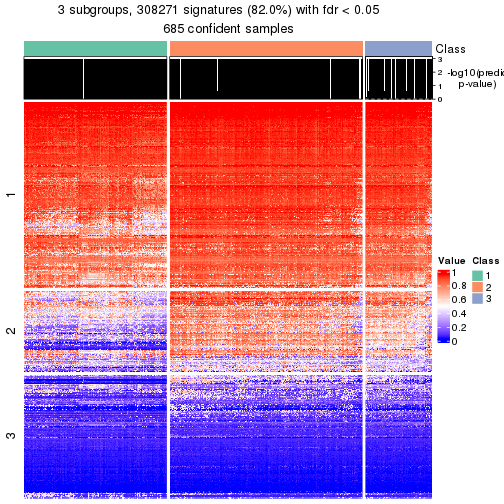 3 subgroups, 308271 signatures (82.0%) with fdr < 0.05
685 confident samples
Class
3
2
1
0
-log10(predic
p-value)
1
2
3
Value
1
0.8
0.6
0.4
0.2
0
Class
1
2
3